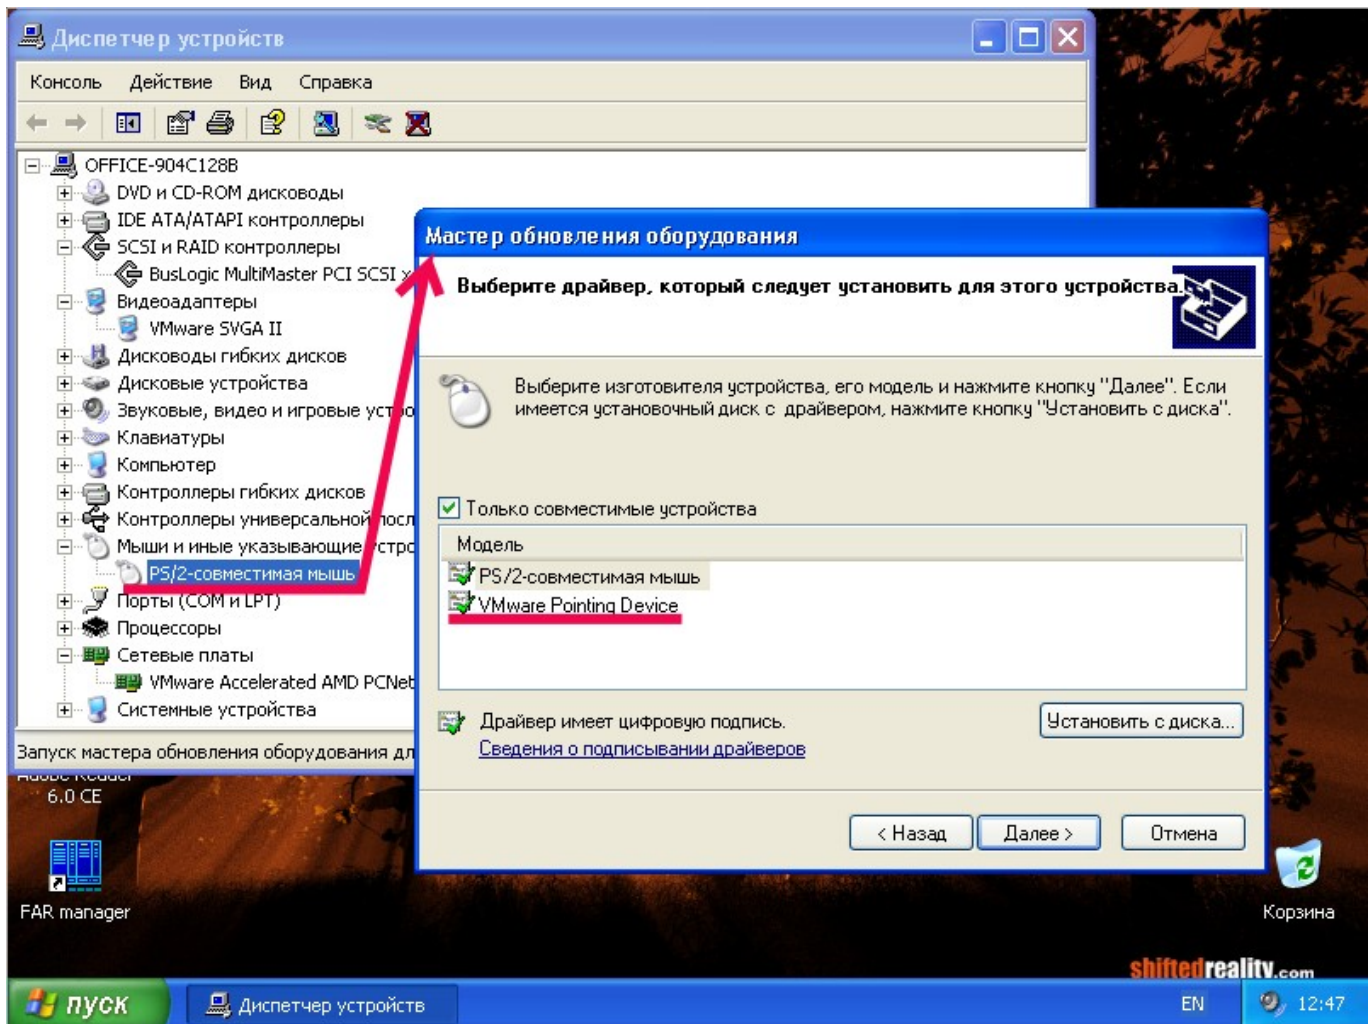 Диспетчер устройств
Консоль Действие Вид Справка
OFFICE-904C128B
DVD и CD-ROM дисководы
IDE ATA/ATAPI контроллеры
SCSI и RAID контроллеры
BusLogic MultiMaster PCI SCSI
Видеоадаптеры
VMware SVGA II
Дисководы гибких дисков
Дисковые устройства
Звуковые, видео и игровые устро
Клавиатуры
Компьютер
Контроллеры гибких дисков
Контроллеры универсальной посл
Мыши и иные указывающие устро
PS/2-совместимая мышь
Порты (COM и LPT)
Процессоры
Сетевые платы
VMware Accelerated AMD PCNet
Системные устройства
Запуск мастера обновления оборудования дл
Мастер обновления оборудования
Выберите драйвер, который следует установить для этого устройства.
Выберите изготовителя устройства, его модель и нажмите кнопку "Далее". Если
имеется установочный диск с драйвером, нажмите кнопку "Установить с диска".
Только совместимые устройства
Модель
PS/2-совместимая мышь
VMware Pointing Device
Драйвер имеет цифровую подпись.
Сведения о подписывании драйверов
Установить с диска...
< Назад Далее > Отмена
Adobe Reader
6.0 CE
FAR manager
Корзина
shiftedreality.com
пуск Диспетчер устройств EN 12:47